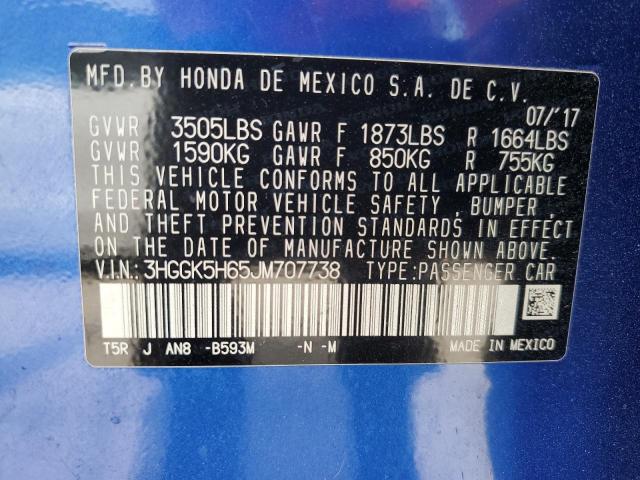 MFD. BY HONDA DE MEXICO S.A. DE C.V.
07/'17
GVWR 3505LBS GAWR F 1873LBS R 1664LBS
GVWR 1590KG GAWR F 850KG R 755KG
THIS VEHICLE CONFORMS TO ALL APPLICABLE
FEDERAL MOTOR VEHICLE SAFETY , BUMPER ,
AND THEFT PREVENTION STANDARDS IN EFFECT
ON THE DATE OF MANUFACTURE SHOWN ABOVE.
V.I.N.: 3HGGK5H65JM707738 TYPE:PASSENGER CAR
T5R J AN8 -B593M -N -M MADE IN MEXICO